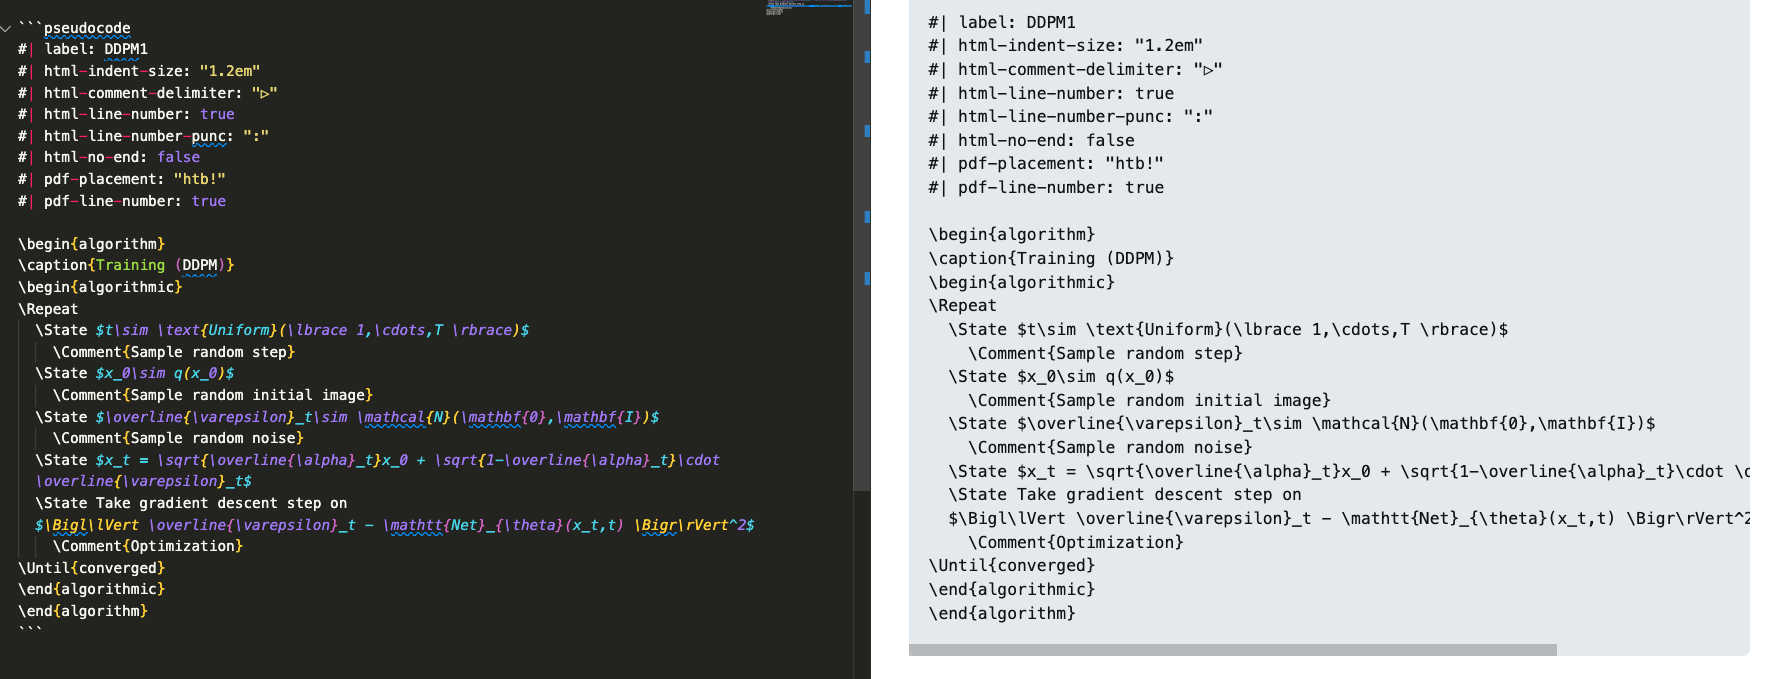 ```pseudocode
#| label: DDPM1
#| html-indent-size: "1.2em"
#| html-comment-delimiter: "▷"
#| html-line-number: true
#| html-line-number-punc: ":"
#| html-no-end: false
#| pdf-placement: "htb!"
#| pdf-line-number: true
\begin{algorithm}
\caption{Training (DDPM)}
\begin{algorithmic}
\Repeat
\State $t\sim \text{Uniform}(\lbrace 1,\cdots,T \rbrace)$
\Comment{Sample random step}
\State $x_0\sim q(x_0)$
\Comment{Sample random initial image}
\State $\overline{\varepsilon}_t\sim \mathcal{N}(\mathbf{0},\mathbf{I})$
\Comment{Sample random noise}
\State $x_t = \sqrt{\overline{\alpha}_t}x_0 + \sqrt{1-\overline{\alpha}_t}\cdot
\overline{\varepsilon}_t$
\State Take gradient descent step on
$\Bigl\lVert \overline{\varepsilon}_t - \mathtt{Net}_{\theta}(x_t,t) \Bigr\rVert^2$
\Comment{Optimization}
\Until{converged}
\end{algorithmic}
\end{algorithm}
```
#| label: DDPM1
#| html-indent-size: "1.2em"
#| html-comment-delimiter: "▷"
#| html-line-number: true
#| html-line-number-punc: ":"
#| html-no-end: false
#| pdf-placement: "htb!"
#| pdf-line-number: true
\begin{algorithm}
\caption{Training (DDPM)}
\begin{algorithmic}
\Repeat
\State $t\sim \text{Uniform}(\lbrace 1,\cdots,T \rbrace)$
\Comment{Sample random step}
\State $x_0\sim q(x_0)$
\Comment{Sample random initial image}
\State $\overline{\varepsilon}_t\sim \mathcal{N}(\mathbf{0},\mathbf{I})$
\Comment{Sample random noise}
\State $x_t = \sqrt{\overline{\alpha}_t}x_0 + \sqrt{1-\overline{\alpha}_t}\cdot
\State Take gradient descent step on
$\Bigl\lVert \overline{\varepsilon}_t - \mathtt{Net}_{\theta}(x_t,t) \Bigr\rVert^2
\Comment{Optimization}
\Until{converged}
\end{algorithmic}
\end{algorithm}